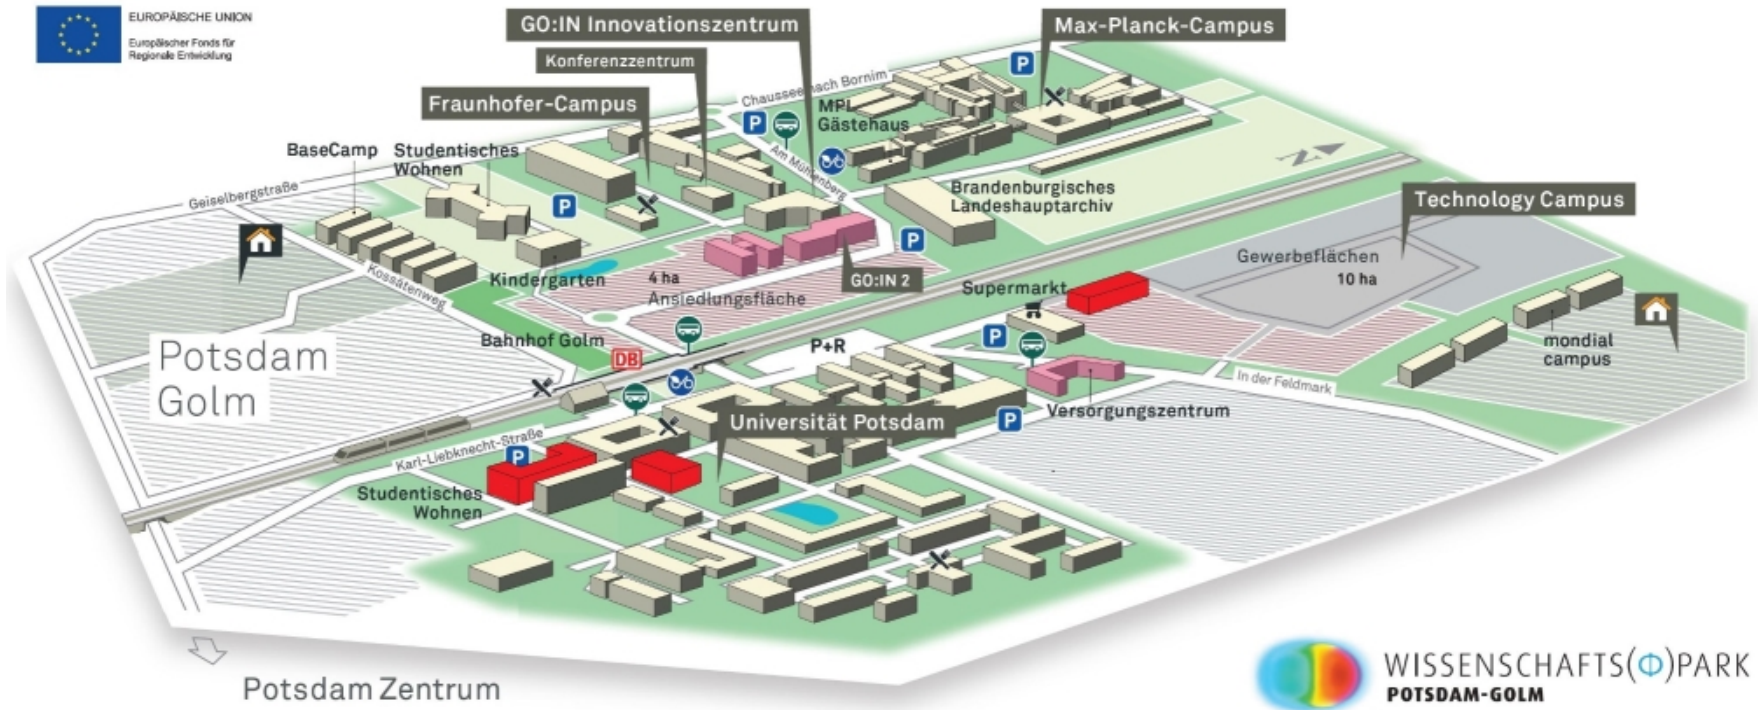 EUROPÄISCHE UNION
Europäischer Fonds für
Regionale Entwicklung
GO:IN Innovationszentrum
Max-Planck-Campus
Konferenzzentrum
Fraunhofer-Campus
Chaussee nach Bornim
P
MPI
Gästehaus
P
Am Mühlenberg
BaseCamp
Studentisches
Wohnen
Geiselbergstraße
P
N
Brandenburgisches
Landeshauptarchiv
Technology Campus
P
Gewerbeflächen
10 ha
Kindergarten
4 ha
Ansiedlungsfläche
GO:IN 2
Kossätenweg
Supermarkt
Bahnhof Golm
DB
P+R
P
mondial
campus
Potsdam
Golm
In der Feldmark
Versorgungszentrum
P
Universität Potsdam
Karl-Liebknecht-Straße
P
Studentisches
Wohnen
Potsdam Zentrum
WISSENSCHAFTS(Φ)PARK
POTSDAM-GOLM